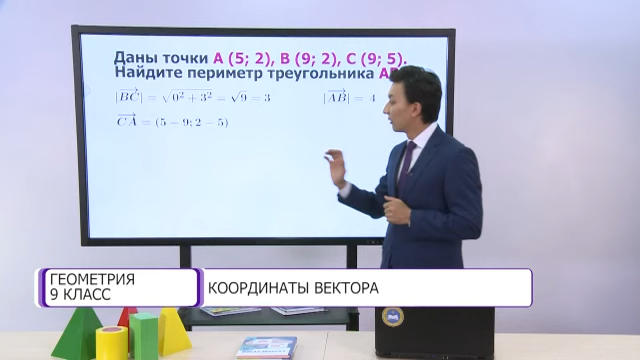 Даны точки A (5; 2), B (9; 2), C (9; 5).
Найдите периметр треугольника
|BC→| = √(0² + 3²) = √9 = 3
|AB→| = 4
CA→ = (5 − 9; 2 − 5)
ГЕОМЕТРИЯ
9 КЛАСС
КООРДИНАТЫ ВЕКТОРА